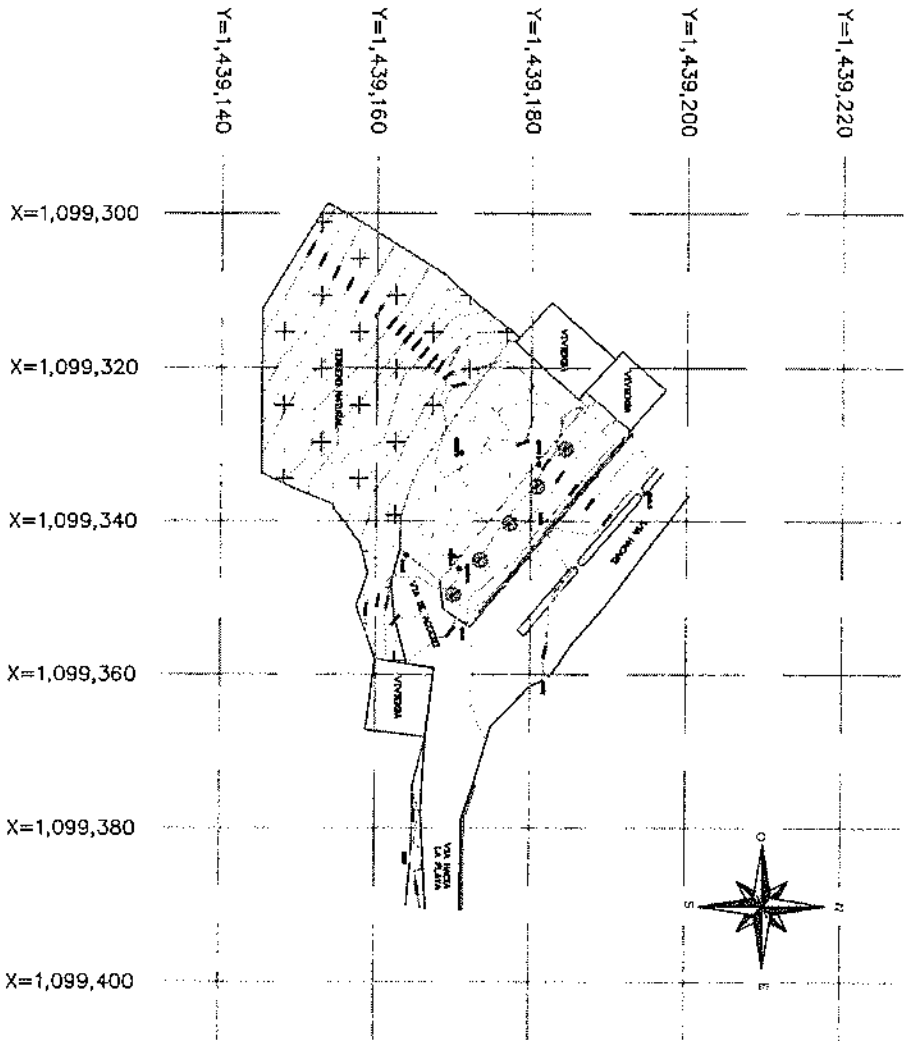 Y=1,439,140
Y=1,439,160
Y=1,439,180
Y=1,439,200
Y=1,439,220
X=1,099,300
X=1,099,320
X=1,099,340
X=1,099,360
X=1,099,380
X=1,099,400
VIVIENDA
VIVIENDA
TERRENO NATURAL
VIA DE ACCESO
VIVIENDA
VIA HACIA
LA PLAYA
O
N
S
E